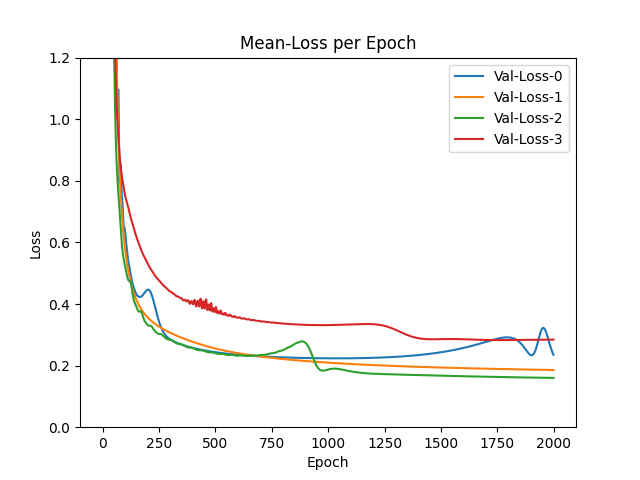 Mean-Loss per Epoch
Loss
1.2
1.0
0.8
0.6
0.4
0.2
0.0
Val-Loss-0
Val-Loss-1
Val-Loss-2
Val-Loss-3
0 250 500 750 1000 1250 1500 1750 2000
Epoch